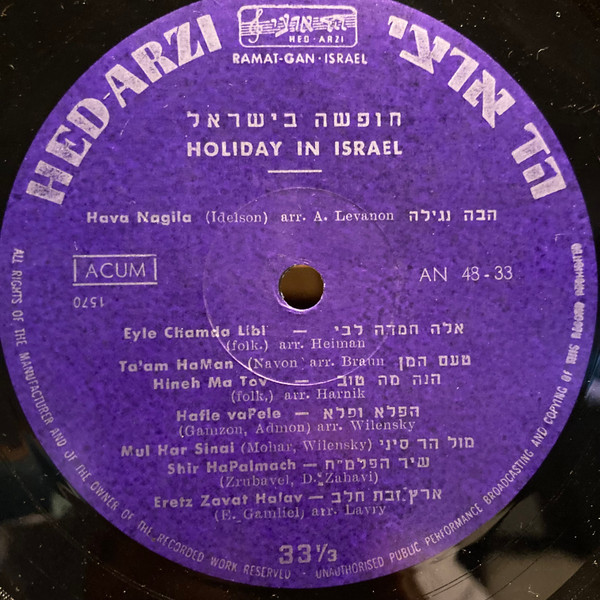 הד ארצי
HED-ARZI
RAMAT-GAN · ISRAEL
HED-ARZI הד ארצי
חופשה בישראל
HOLIDAY IN ISRAEL
Hava Nagila (Idelson) arr. A. Levanon הבה נגילה
ACUM
AN 48-33
1570
Eyle Chamda Libi — אלה חמדה לבי
(folk.) arr. Heiman
Ta'am HaMan (Navon) arr. Braun טעם המן
Hineh Ma Tov — הנה מה טוב
(folk.) arr. Harnik
Hafle vaPele — הפלא ופלא
(Gamzon, Admon) arr. Wilensky
Mul Har Sinai (Mohar, Wilensky) מול הר סיני
Shir HaPalmach — שיר הפלמ״ח
(Zrubavel, D. Zahavi)
Eretz Zavat Halav — ארץ זבת חלב
(E. Gamliel) arr. Lavry
33⅓
ALL RIGHTS OF THE MANUFACTURER AND OF THE OWNER OF THE RECORDED WORK RESERVED - UNAUTHORISED PUBLIC PERFORMANCE BROADCASTING AND COPYING OF THIS RECORD PROHIBITED